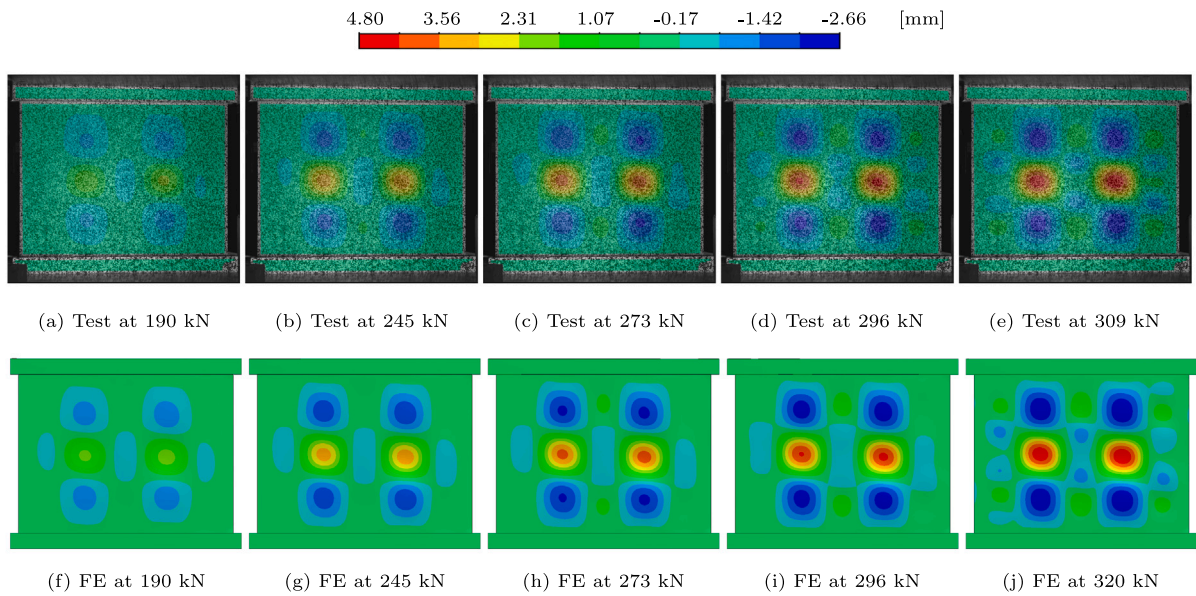 4.80 3.56 2.31 1.07 -0.17 -1.42 -2.66 [mm]
(a) Test at 190 kN (b) Test at 245 kN (c) Test at 273 kN (d) Test at 296 kN (e) Test at 309 kN
(f) FE at 190 kN (g) FE at 245 kN (h) FE at 273 kN (i) FE at 296 kN (j) FE at 320 kN